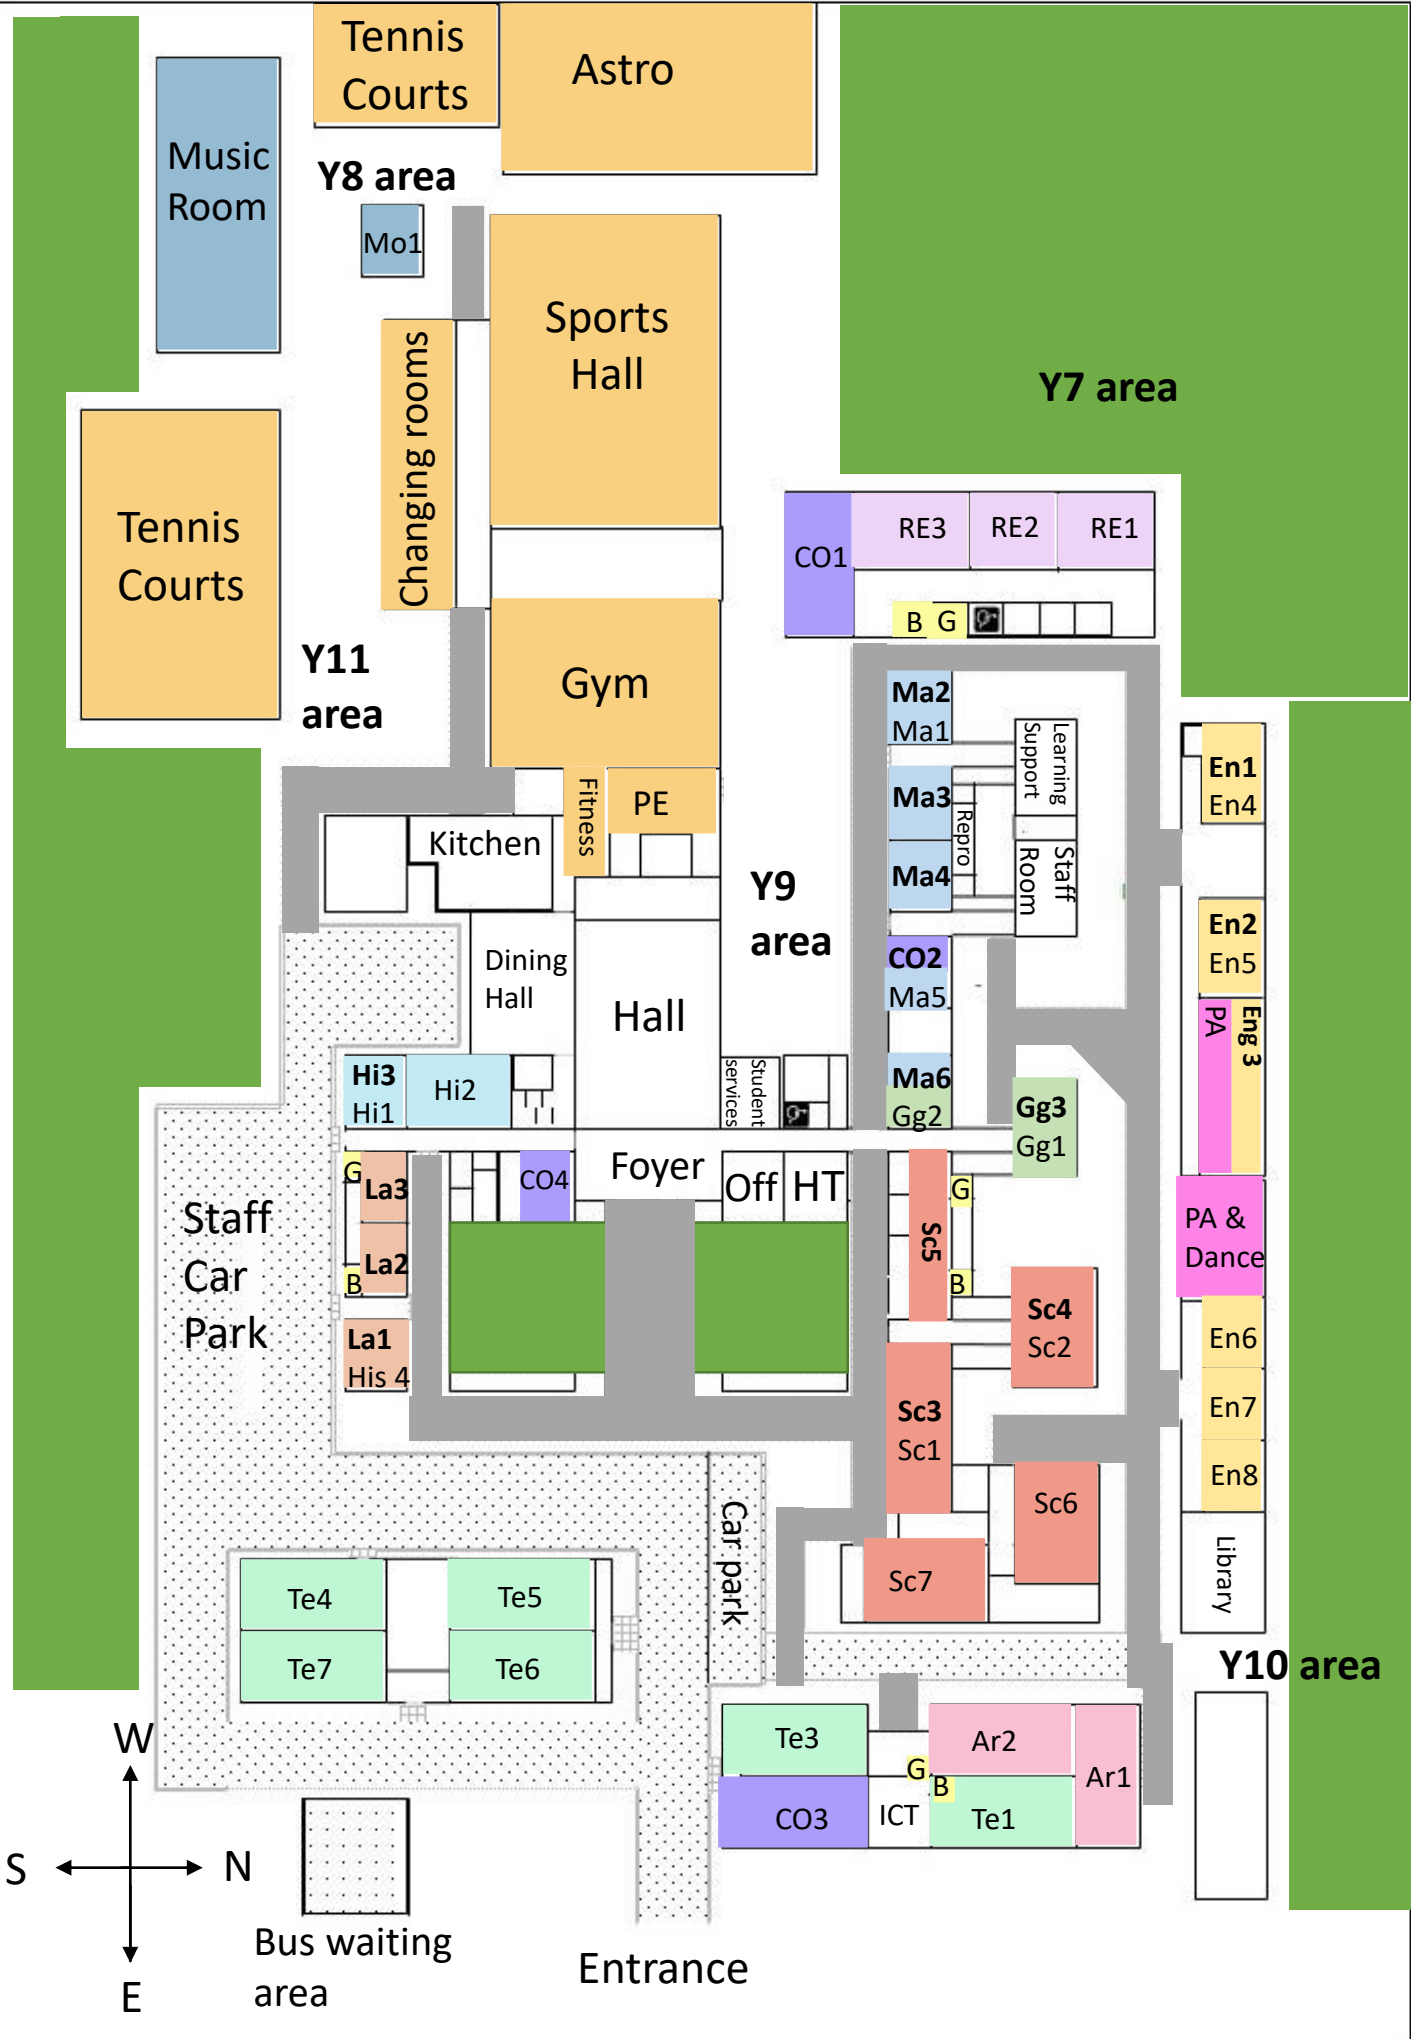 Tennis
Courts
Astro
Music
Room
Y8 area
Mo1
Sports
Hall
Changing rooms
Y7 area
Tennis
Courts
RE3
RE2
RE1
CO1
B
G
Y11
area
Gym
Ma2
Ma1
Learning
Support
En1
En4
Fitness
PE
Ma3
Repro
Kitchen
Ma4
Staff
Room
Y9
area
En2
En5
Dining
Hall
Hall
CO2
Ma5
PA
Eng 3
Hi3
Hi1
Hi2
Student
services
Ma6
Gg2
Gg3
Gg1
G
La3
CO4
Foyer
Off
HT
Sc5
G
Staff
Car
Park
La2
B
B
PA &
Dance
Sc4
Sc2
En6
La1
His 4
Sc3
Sc1
En7
En8
Car park
Sc6
Library
Te4
Te5
Sc7
Te7
Te6
Y10 area
W
S
N
E
Te3
G
Ar2
Ar1
CO3
ICT
B
Te1
Bus waiting
area
Entrance